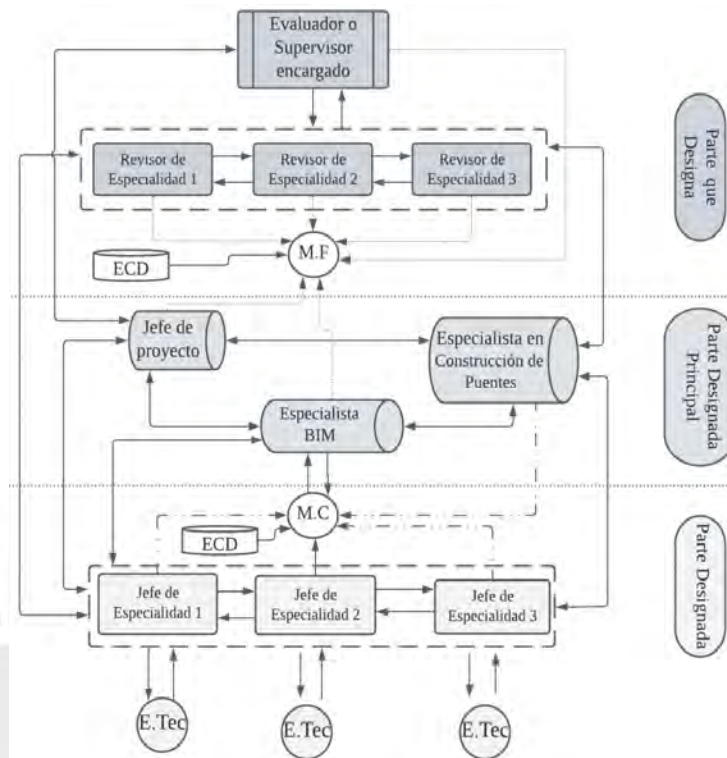 Evaluador o
Supervisor
encargado
Revisor de
Especialidad 1
Revisor de
Especialidad 2
Revisor de
Especialidad 3
Parte que
Designa
M.F
ECD
Jefe de
proyecto
Especialista en
Construcción de
Puentes
Parte Designada
Principal
Especialista
BIM
M.C
ECD
Jefe de
Especialidad 1
Jefe de
Especialidad 2
Jefe de
Especialidad 3
Parte Designada
E.Tec
E.Tec
E.Tec